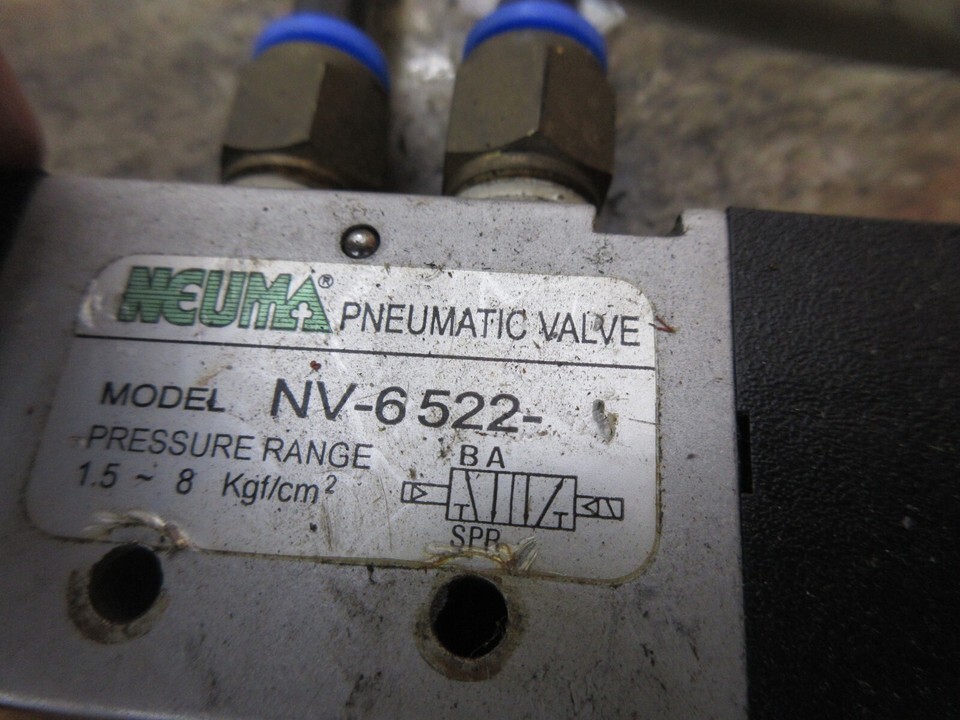 NEUMA® PNEUMATIC VALVE
MODEL NV-6522-
PRESSURE RANGE
1.5 ~ 8 Kgf/cm²
B A
T T
SPR